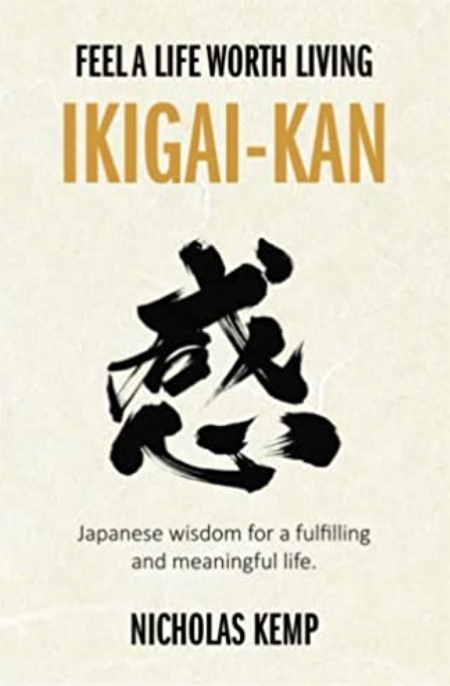 FEEL A LIFE WORTH LIVING
IKIGAI-KAN
感
Japanese wisdom for a fulfilling
and meaningful life.
NICHOLAS KEMP